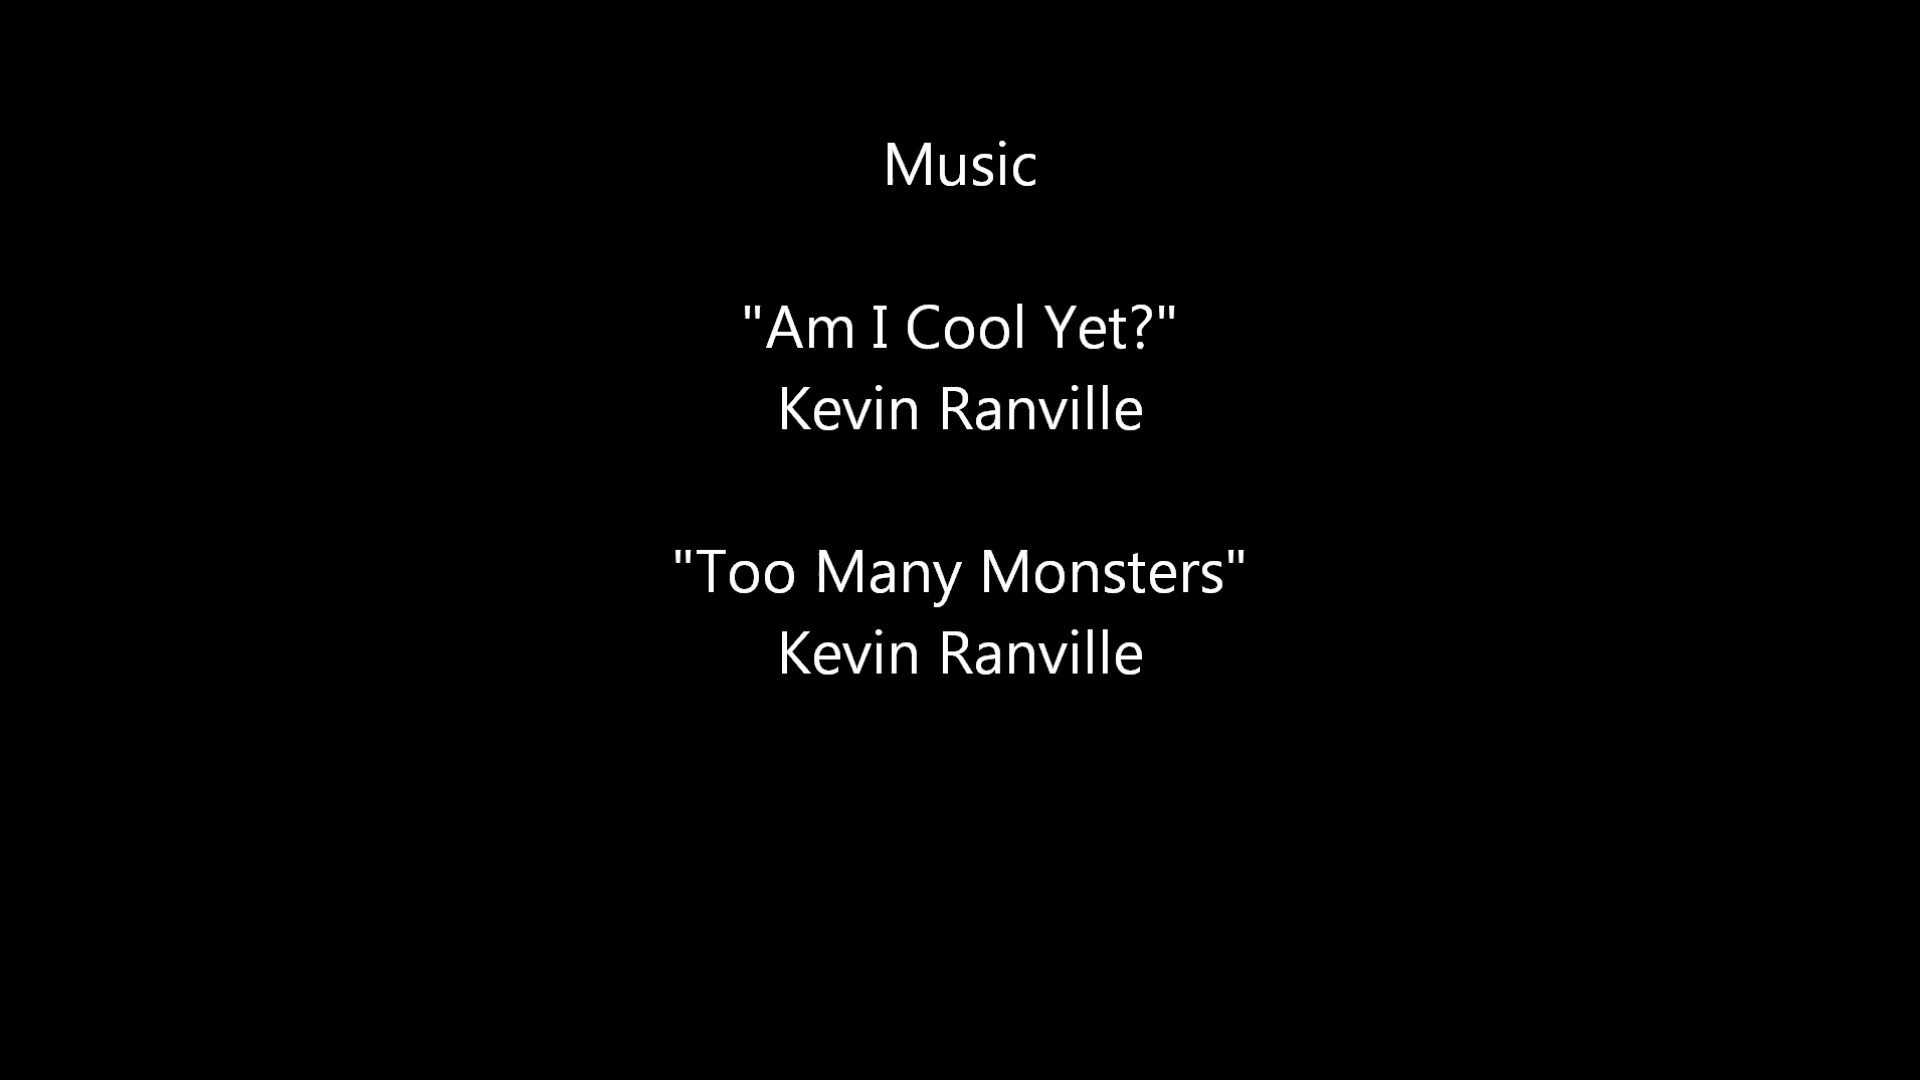 Music
"Am I Cool Yet?"
Kevin Ranville
"Too Many Monsters"
Kevin Ranville